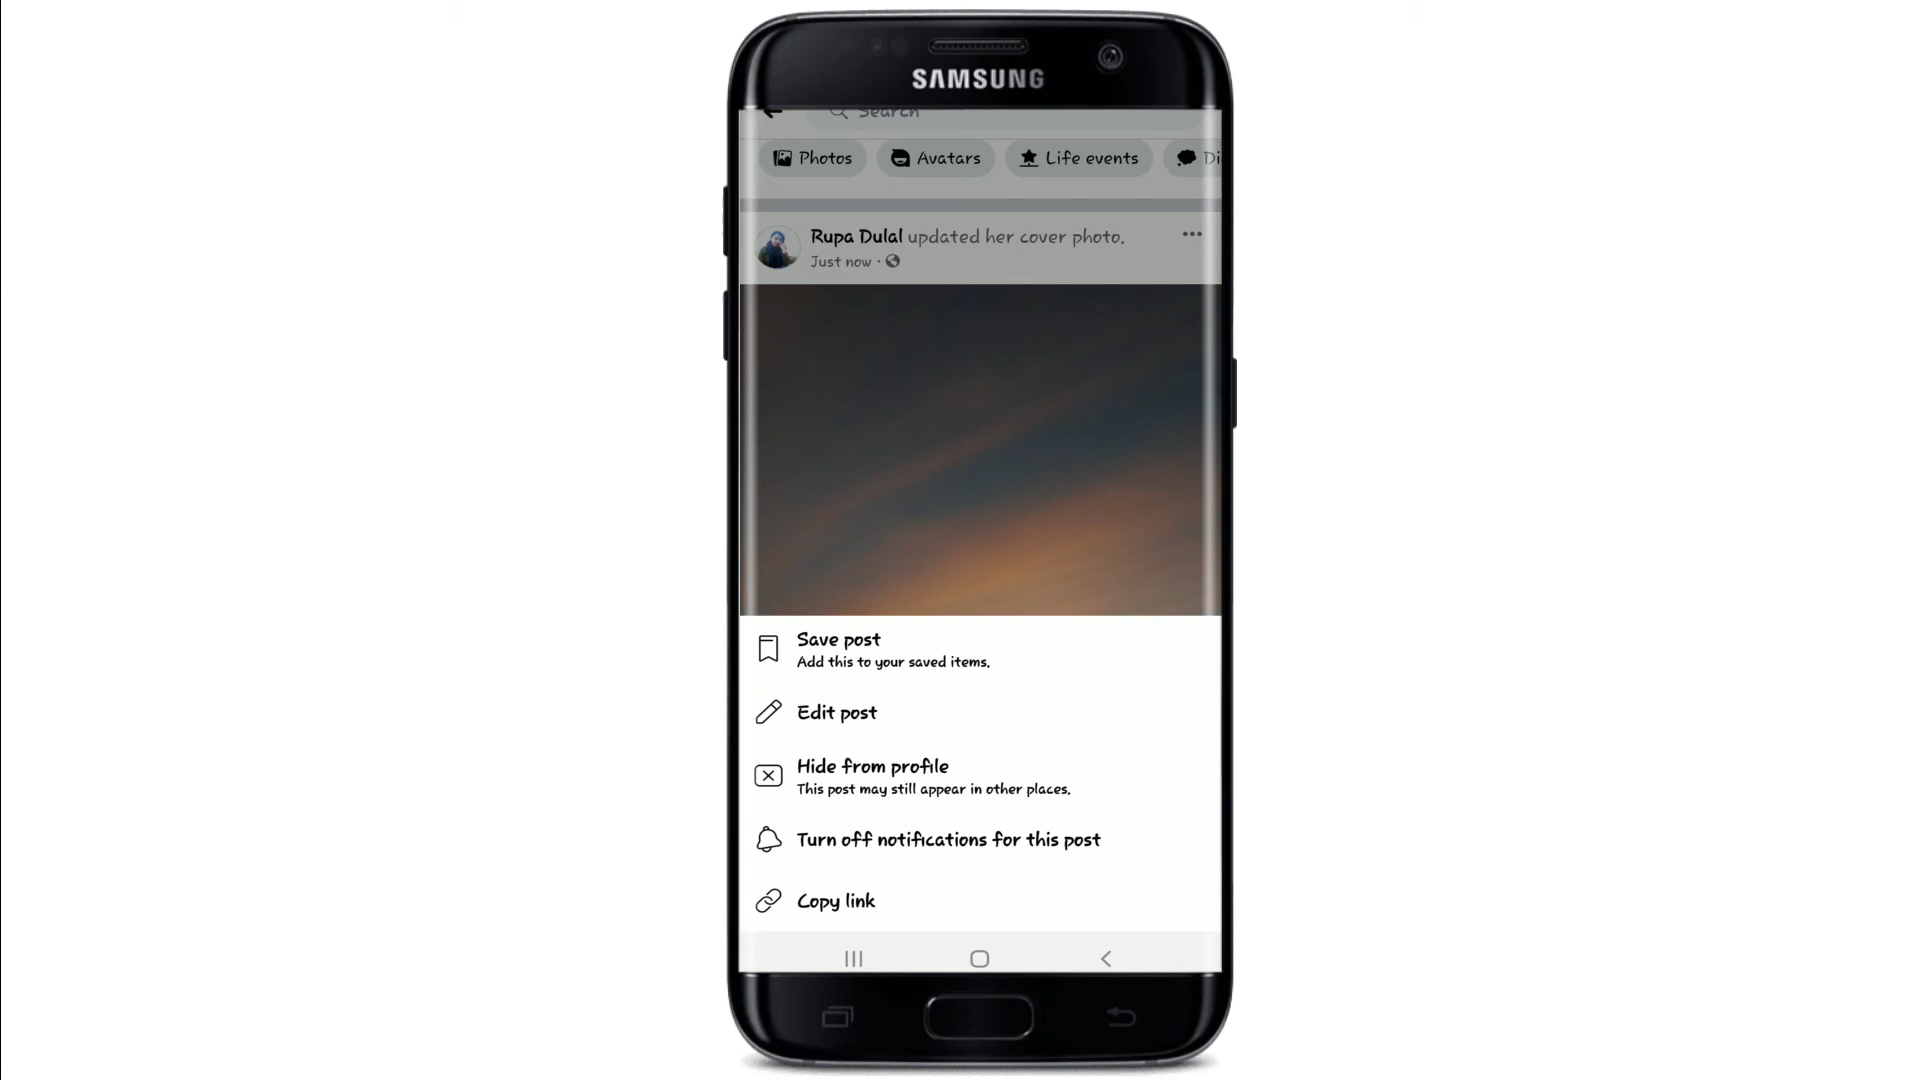 SAMSUNG
Search
Photos
Avatars
Life events
Di
Rupa Dulal updated her cover photo.
Just now ·
Save post
Add this to your saved items.
Edit post
Hide from profile
This post may still appear in other places.
Turn off notifications for this post
Copy link